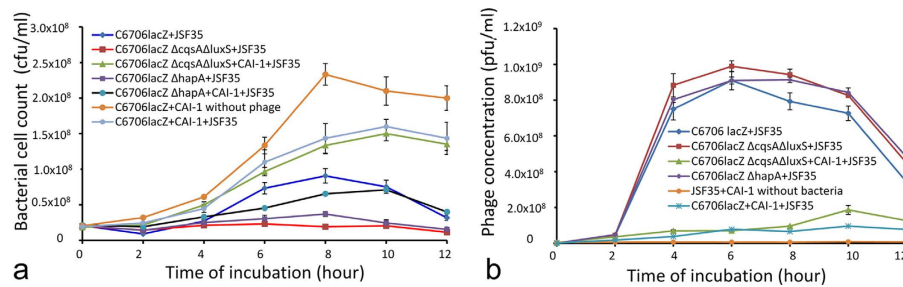 Bacterial cell count (cfu/ml)
3.0x10⁸
2.5x10⁸
2.0x10⁸
1.5x10⁸
1.0x10⁸
0.5x10⁸
0
C6706lacZ+JSF35
C6706lacZ ΔcqsAΔluxS+JSF35
C6706lacZ ΔcqsAΔluxS+CAI-1+JSF35
C6706lacZ ΔhapA+JSF35
C6706lacZ ΔhapA+CAI-1+JSF35
C6706lacZ+CAI-1 without phage
C6706lacZ+CAI-1+JSF35
0 2 4 6 8 10 12
Time of incubation (hour)
a
Phage concentration (pfu/ml)
1.2x10⁹
1.0x10⁹
8.0x10⁸
6.0x10⁸
4.0x10⁸
2.0x10⁸
0
C6706 lacZ+JSF35
C6706lacZ ΔcqsAΔluxS+JSF35
C6706lacZ ΔcqsAΔluxS+CAI-1+JSF35
C6706lacZ ΔhapA+JSF35
JSF35+CAI-1 without bacteria
C6706lacZ+CAI-1+JSF35
0 2 4 6 8 10 12
Time of incubation (hour)
b